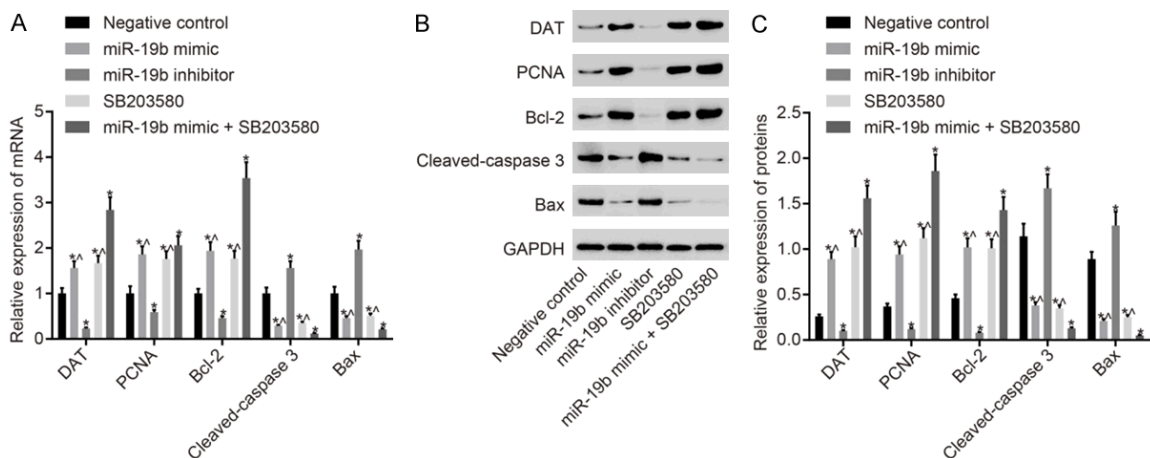 A
Negative control
miR-19b mimic
miR-19b inhibitor
SB203580
miR-19b mimic + SB203580
Relative expression of mRNA
5
4
3
2
1
0
*^ * *^ *
*^ * *^ *
*^ * *^ *
*^ * *^ *
*^ * *^ *
DAT
PCNA
Bcl-2
Cleaved-caspase 3
Bax
B
DAT
PCNA
Bcl-2
Cleaved-caspase 3
Bax
GAPDH
Negative control
miR-19b mimic
miR-19b inhibitor
SB203580
miR-19b mimic + SB203580
C
Negative control
miR-19b mimic
miR-19b inhibitor
SB203580
miR-19b mimic + SB203580
Relative expression of proteins
2.5
2.0
1.5
1.0
0.5
0.0
*^ * *^ *
*^ * *^ *
*^ * *^ *
*^ * *^ *
*^ * *^ *
DAT
PCNA
Bcl-2
Cleaved-caspase 3
Bax